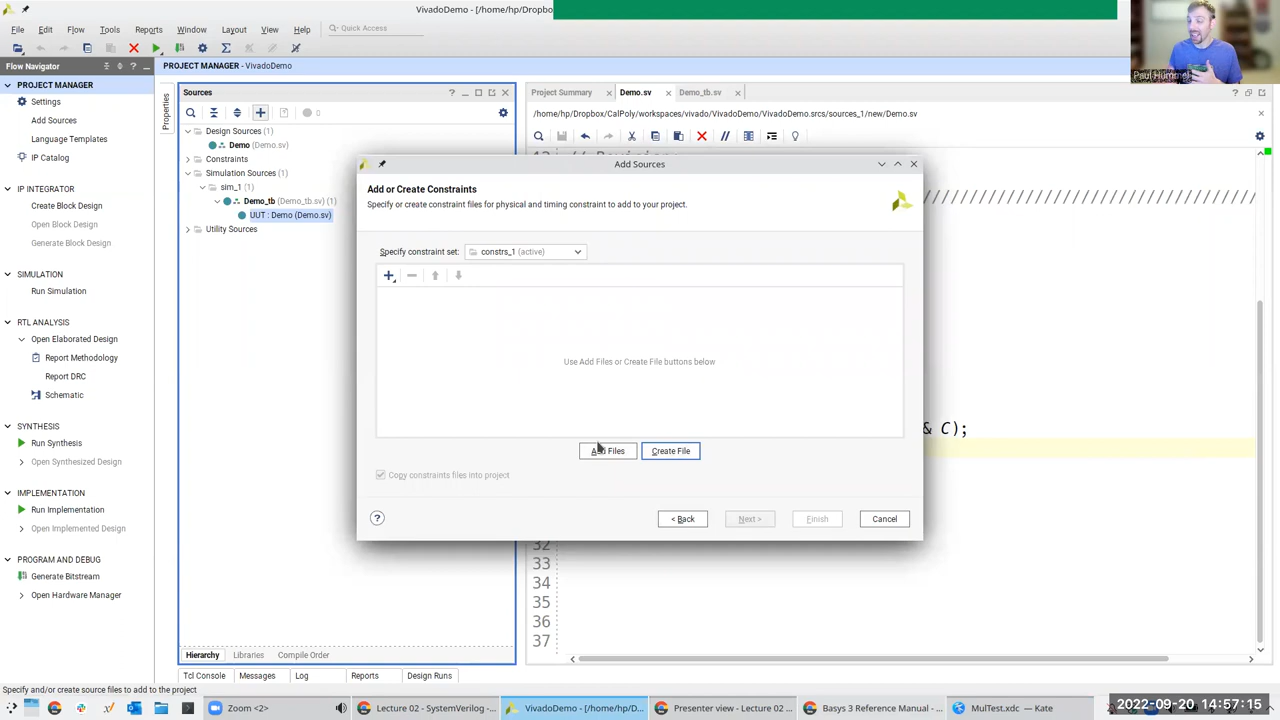 VivadoDemo - [/home/hp/Dropbo
File Edit Flow Tools Reports Window Layout View Help Quick Access
Paul Hummel
Flow Navigator
PROJECT MANAGER - VivadoDemo
PROJECT MANAGER
Settings
Add Sources
Language Templates
IP Catalog
IP INTEGRATOR
Create Block Design
Open Block Design
Generate Block Design
SIMULATION
Run Simulation
RTL ANALYSIS
Open Elaborated Design
Report Methodology
Report DRC
Schematic
SYNTHESIS
Run Synthesis
Open Synthesized Design
IMPLEMENTATION
Run Implementation
Open Implemented Design
PROGRAM AND DEBUG
Generate Bitstream
Open Hardware Manager
Properties
Sources
0
Design Sources (1)
Demo (Demo.sv)
Constraints
Simulation Sources (1)
sim_1 (1)
Demo_tb (Demo_tb.sv) (1)
UUT : Demo (Demo.sv)
Utility Sources
Hierarchy Libraries Compile Order
Project Summary Demo.sv Demo_tb.sv
/home/hp/Dropbox/CalPoly/workspaces/vivado/VivadoDemo/VivadoDemo.srcs/sources_1/new/Demo.sv
& C);
32
33
34
35
36
37
Add Sources
Add or Create Constraints
Specify or create constraint files for physical and timing constraint to add to your project.
Specify constraint set: constrs_1 (active)
Use Add Files or Create File buttons below
Add Files Create File
Copy constraints files into project
< Back Next > Finish Cancel
Tcl Console Messages Log Reports Design Runs
Specify and/or create source files to add to the project
Zoom <2> Lecture 02 - SystemVerilog - ... VivadoDemo - [/home/hp/D... Presenter view - Lecture 02 ... Basys 3 Reference Manual - ... MulTest.xdc — Kate
2022-09-20 14:57:15